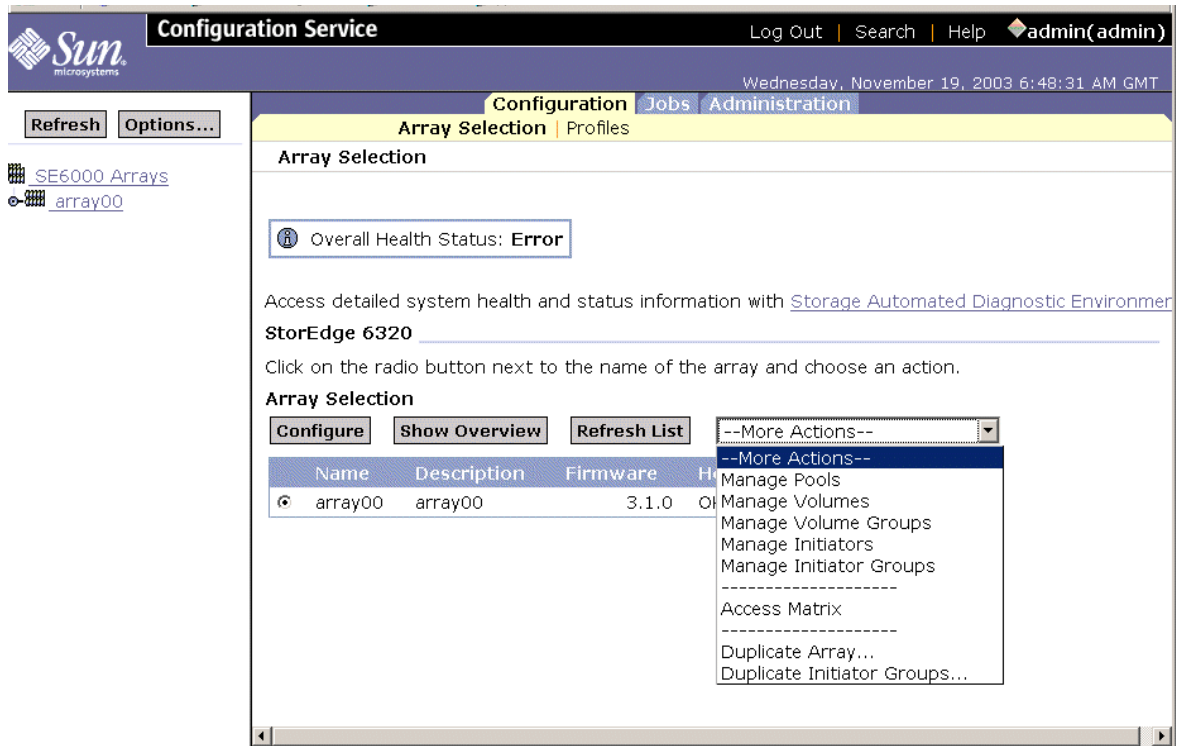 Sun.
microsystems
Configuration Service
Log Out | Search | Help admin(admin)
Wednesday, November 19, 2003 6:48:31 AM GMT
Refresh Options...
SE6000 Arrays
array00
Configuration Jobs Administration
Array Selection | Profiles
Array Selection
Overall Health Status: Error
Access detailed system health and status information with Storage Automated Diagnostic Environmer
StorEdge 6320
Click on the radio button next to the name of the array and choose an action.
Array Selection
Configure Show Overview Refresh List --More Actions--
Name Description Firmware
array00 array00 3.1.0
--More Actions--
Manage Pools
Manage Volumes
Manage Volume Groups
Manage Initiators
Manage Initiator Groups
--------------------
Access Matrix
--------------------
Duplicate Array...
Duplicate Initiator Groups...